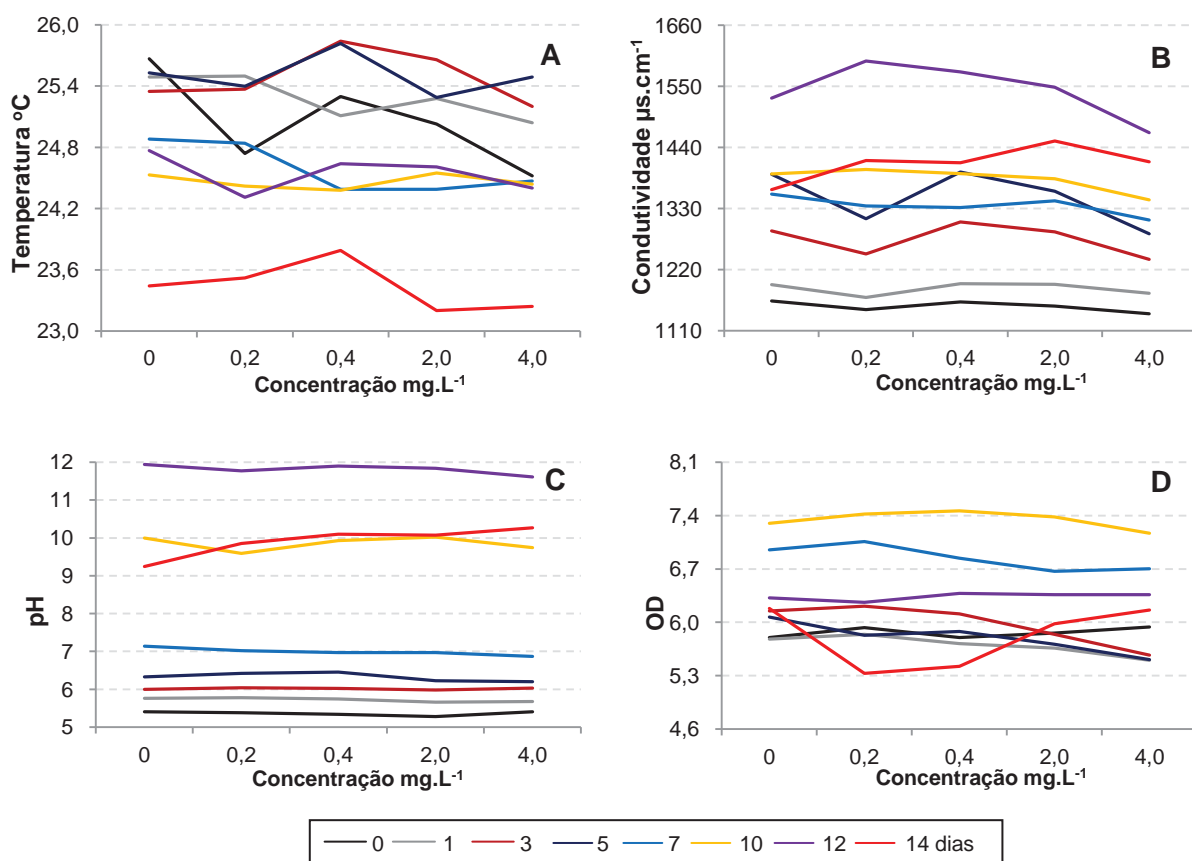 A
Temperatura ºC
26,0
25,4
24,8
24,2
23,6
23,0
0 0,2 0,4 2,0 4,0
Concentração mg.L⁻¹
B
Condutividade µs.cm⁻¹
1660
1550
1440
1330
1220
1110
0 0,2 0,4 2,0 4,0
Concentração mg.L⁻¹
C
pH
12
11
10
9
8
7
6
5
0 0,2 0,4 2,0 4,0
Concentração mg.L⁻¹
D
OD
8,1
7,4
6,7
6,0
5,3
4,6
0 0,2 0,4 2,0 4,0
Concentração mg.L⁻¹
0 1 3 5 7 10 12 14 dias